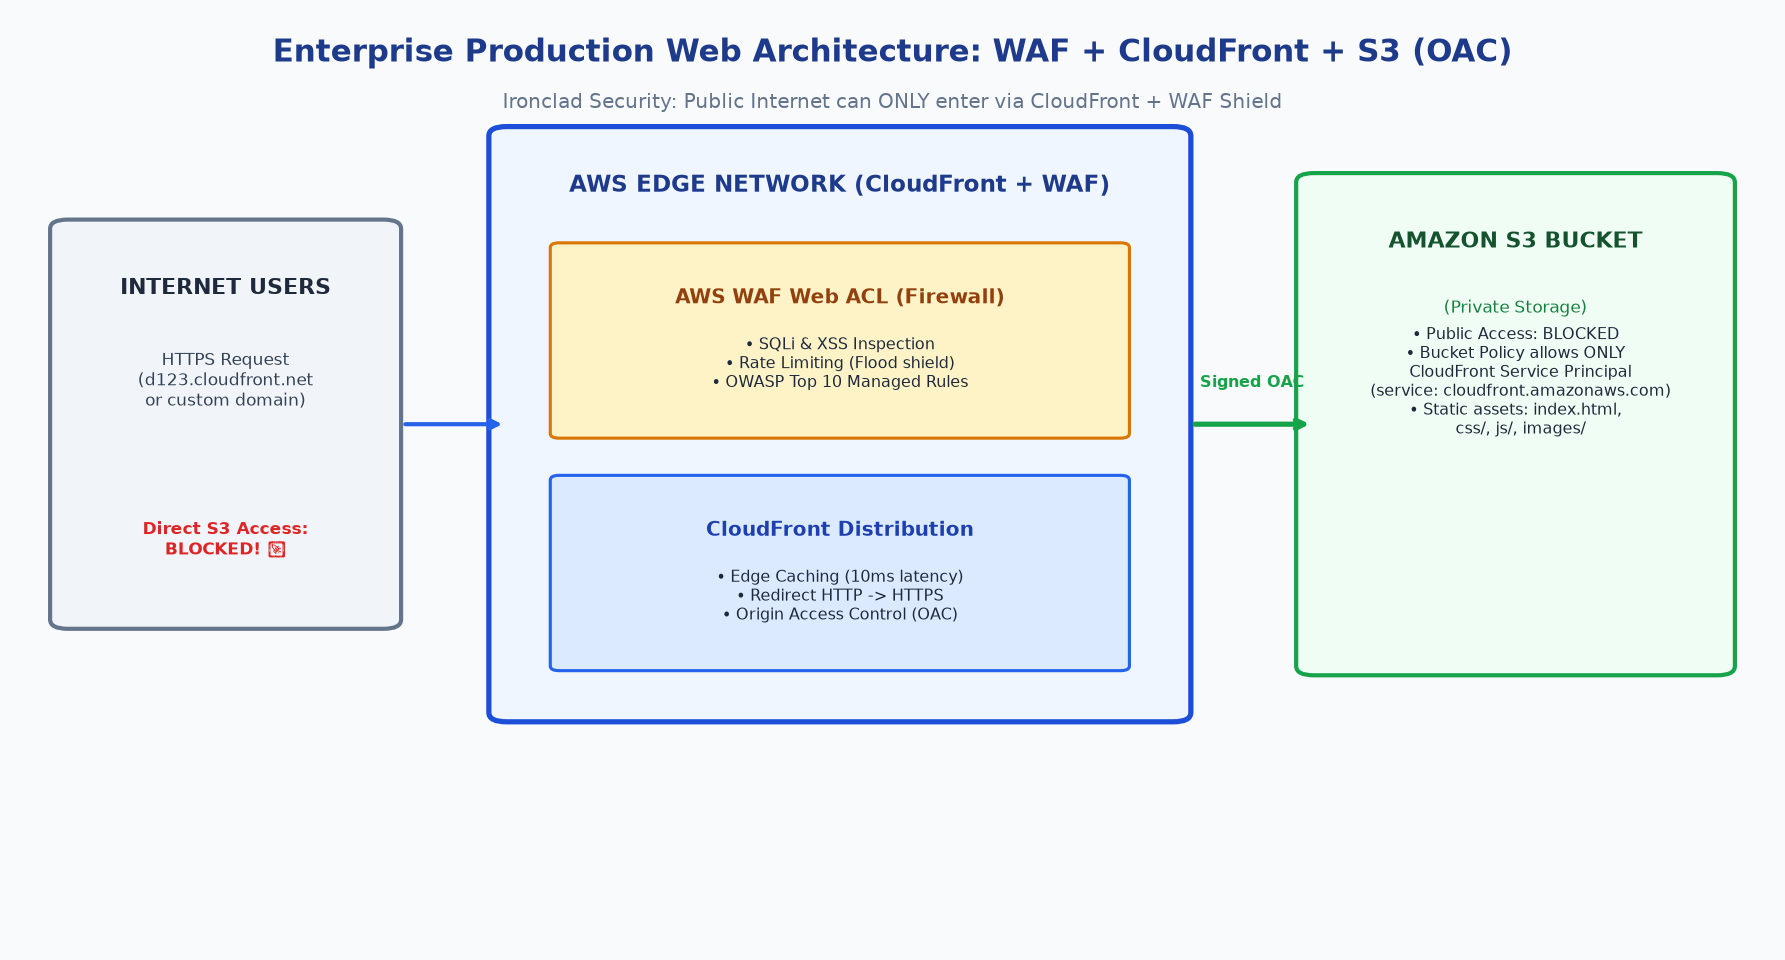 Enterprise Production Web Architecture: WAF + CloudFront + S3 (OAC)
Ironclad Security: Public Internet can ONLY enter via CloudFront + WAF Shield
INTERNET USERS
HTTPS Request
(d123.cloudfront.net
or custom domain)
Direct S3 Access:
BLOCKED!
AWS EDGE NETWORK (CloudFront + WAF)
AWS WAF Web ACL (Firewall)
• SQLi & XSS Inspection
• Rate Limiting (Flood shield)
• OWASP Top 10 Managed Rules
CloudFront Distribution
• Edge Caching (10ms latency)
• Redirect HTTP -> HTTPS
• Origin Access Control (OAC)
Signed OAC
AMAZON S3 BUCKET
(Private Storage)
• Public Access: BLOCKED
• Bucket Policy allows ONLY
CloudFront Service Principal
(service: cloudfront.amazonaws.com)
• Static assets: index.html,
css/, js/, images/